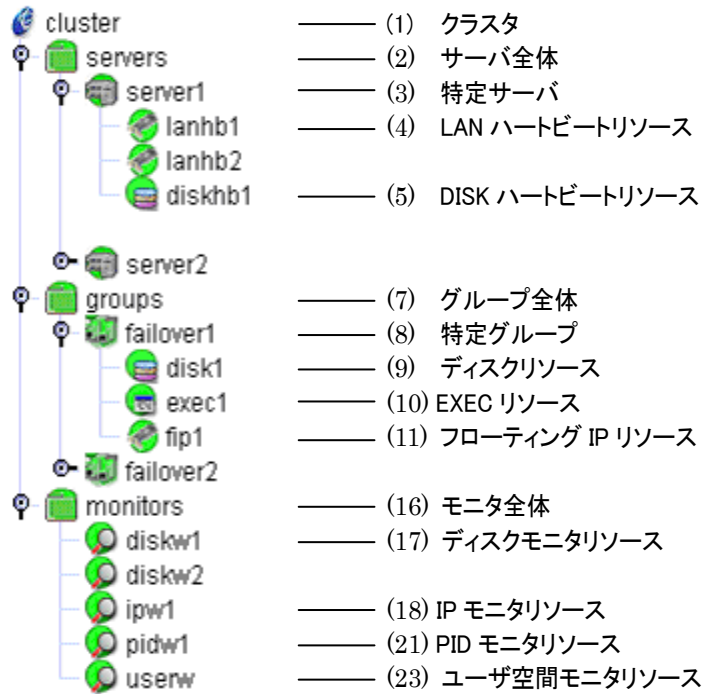 cluster (1) クラスタ
servers (2) サーバ全体
server1 (3) 特定サーバ
lanhb1 (4) LAN ハートビートリソース
lanhb2
diskhb1 (5) DISK ハートビートリソース
server2
groups (7) グループ全体
failover1 (8) 特定グループ
disk1 (9) ディスクリソース
exec1 (10) EXEC リソース
fip1 (11) フローティング IP リソース
failover2
monitors (16) モニタ全体
diskw1 (17) ディスクモニタリソース
diskw2
ipw1 (18) IP モニタリソース
pidw1 (21) PID モニタリソース
userw (23) ユーザ空間モニタリソース